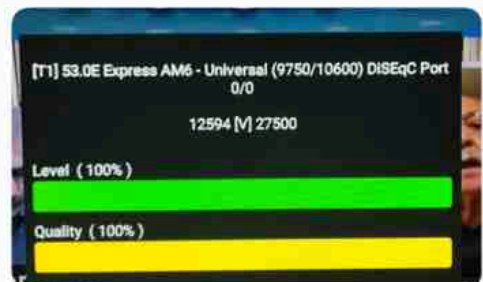 [T1] 53.0E Express AM6 - Universal (9750/10600) DiSEqC Port
0/0
12594 [V] 27500
Level ( 100% )
Quality ( 100% )